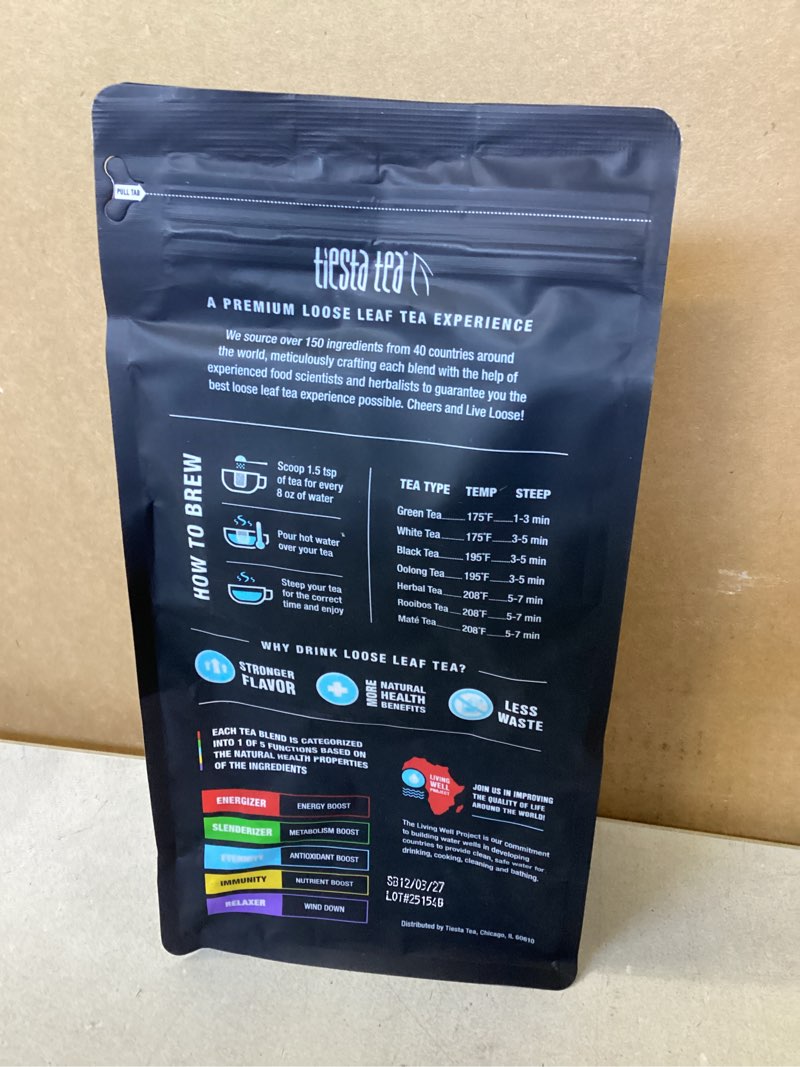 PULL TAB
tiesta tea
A PREMIUM LOOSE LEAF TEA EXPERIENCE
We source over 150 ingredients from 40 countries around
the world, meticulously crafting each blend with the help of
experienced food scientists and herbalists to guarantee you the
best loose leaf tea experience possible. Cheers and Live Loose!
HOW TO BREW
Scoop 1.5 tsp
of tea for every
8 oz of water
Pour hot water
over your tea
Steep your tea
for the correct
time and enjoy
TEA TYPE TEMP STEEP
Green Tea 175°F 1-3 min
White Tea 175°F 3-5 min
Black Tea 195°F 3-5 min
Oolong Tea 195°F 3-5 min
Herbal Tea 208°F 5-7 min
Rooibos Tea 208°F 5-7 min
Maté Tea 208°F 5-7 min
WHY DRINK LOOSE LEAF TEA?
STRONGER
FLAVOR
MORE
NATURAL
HEALTH
BENEFITS
LESS
WASTE
EACH TEA BLEND IS CATEGORIZED
INTO 1 OF 5 FUNCTIONS BASED ON
THE NATURAL HEALTH PROPERTIES
OF THE INGREDIENTS
ENERGIZER ENERGY BOOST
SLENDERIZER METABOLISM BOOST
ETERNITY ANTIOXIDANT BOOST
IMMUNITY NUTRIENT BOOST
RELAXER WIND DOWN
LIVING
WELL
PROJECT
JOIN US IN IMPROVING
THE QUALITY OF LIFE
AROUND THE WORLD!
The Living Well Project is our commitment
to building water wells in developing
countries to provide clean, safe water for
drinking, cooking, cleaning and bathing.
SB12/03/27
LOT#25154B
Distributed by Tiesta Tea, Chicago, IL 60610